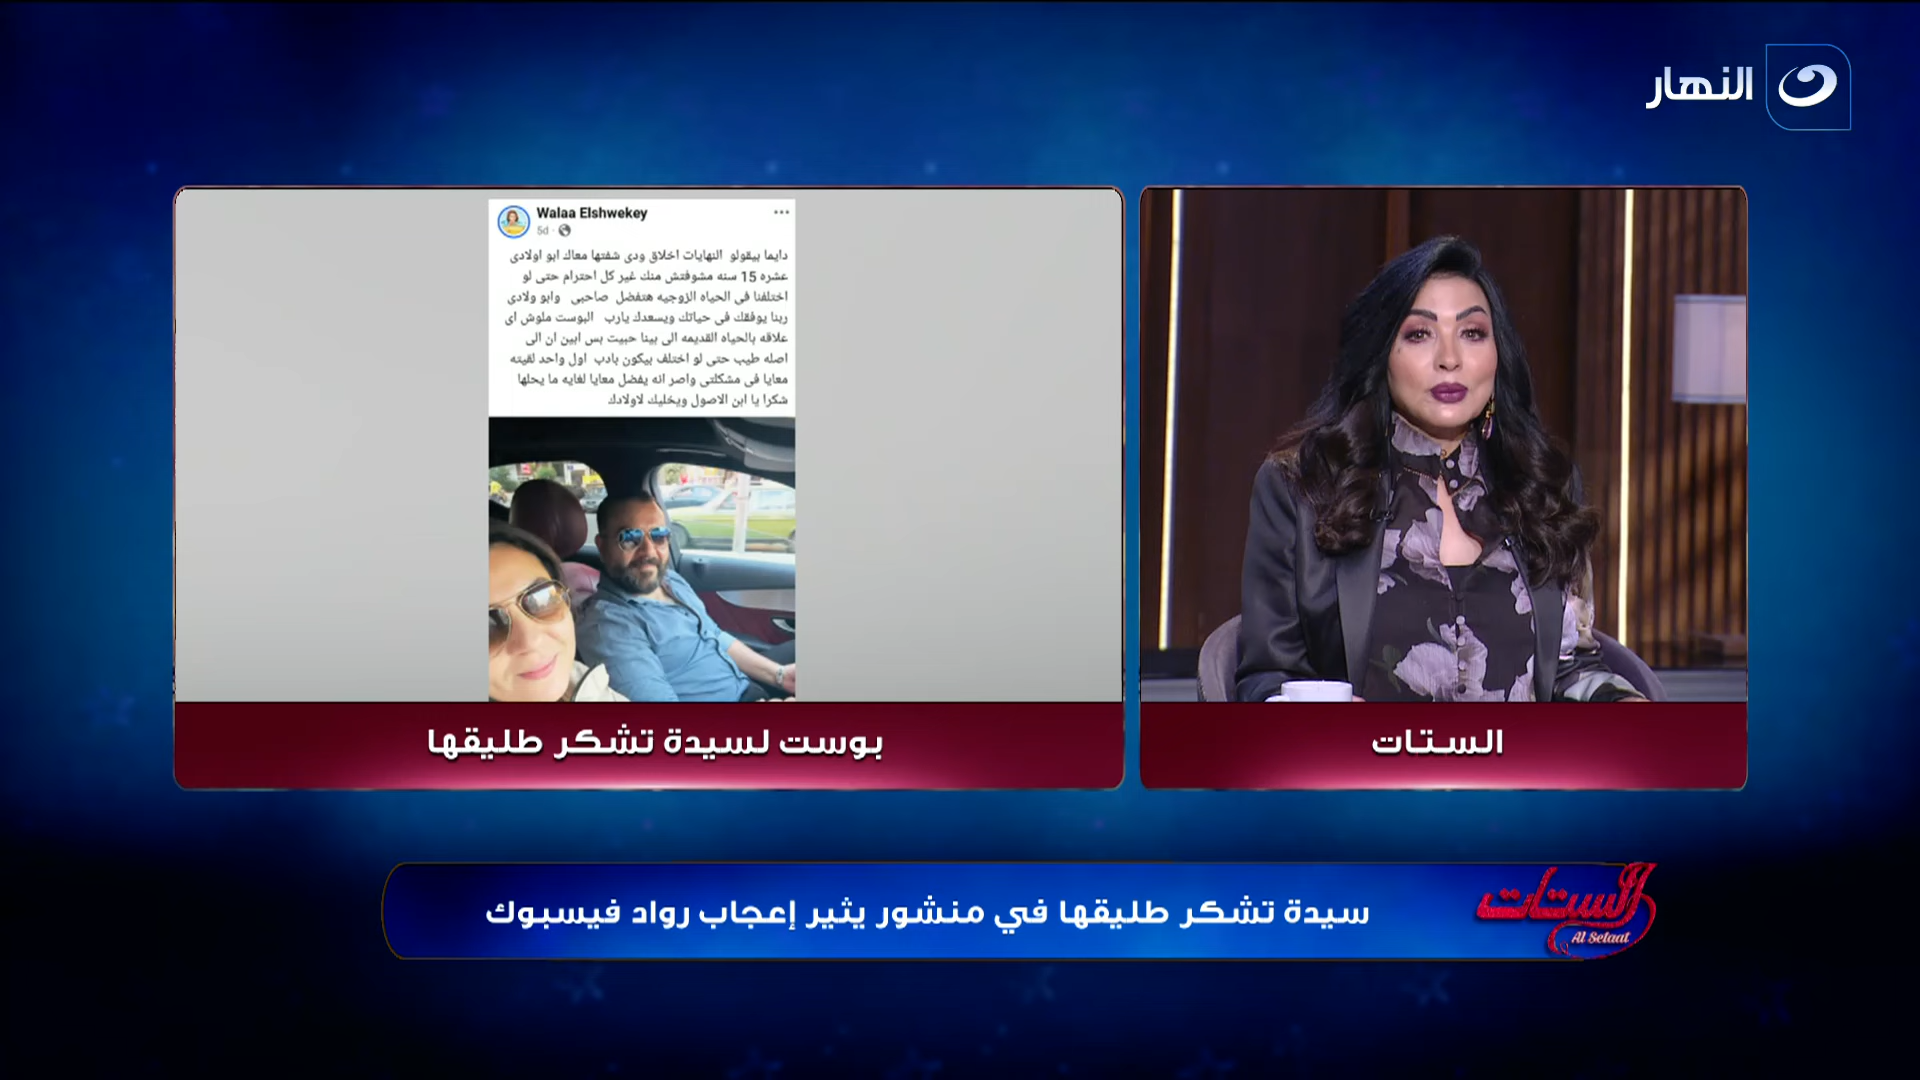 النهار
Walaa Elshwekey
5d
دايما بيقولو النهايات اخلاق ودى شفتها معاك ابو اولادى
عشره 15 سنه مشوفتش منك غير كل احترام حتى لو
اختلفنا فى الحياه الزوجيه هتفضل صاحبى وابو ولادى
ربنا يوفقك فى حياتك ويسعدك يارب البوست ملوش اى
علاقه بالحياه القديمه الى بينا حبيت بس ابين ان الى
اصله طيب حتى لو اختلف بيكون بادب اول واحد لقيته
معايا فى مشكلتى واصر انه يفضل معايا لغايه ما يحلها
شكرا يا ابن الاصول ويخليك لاولادك
بوست لسيدة تشكر طليقها
الستات
سيدة تشكر طليقها في منشور يثير إعجاب رواد فيسبوك
الستات
Al Setaat